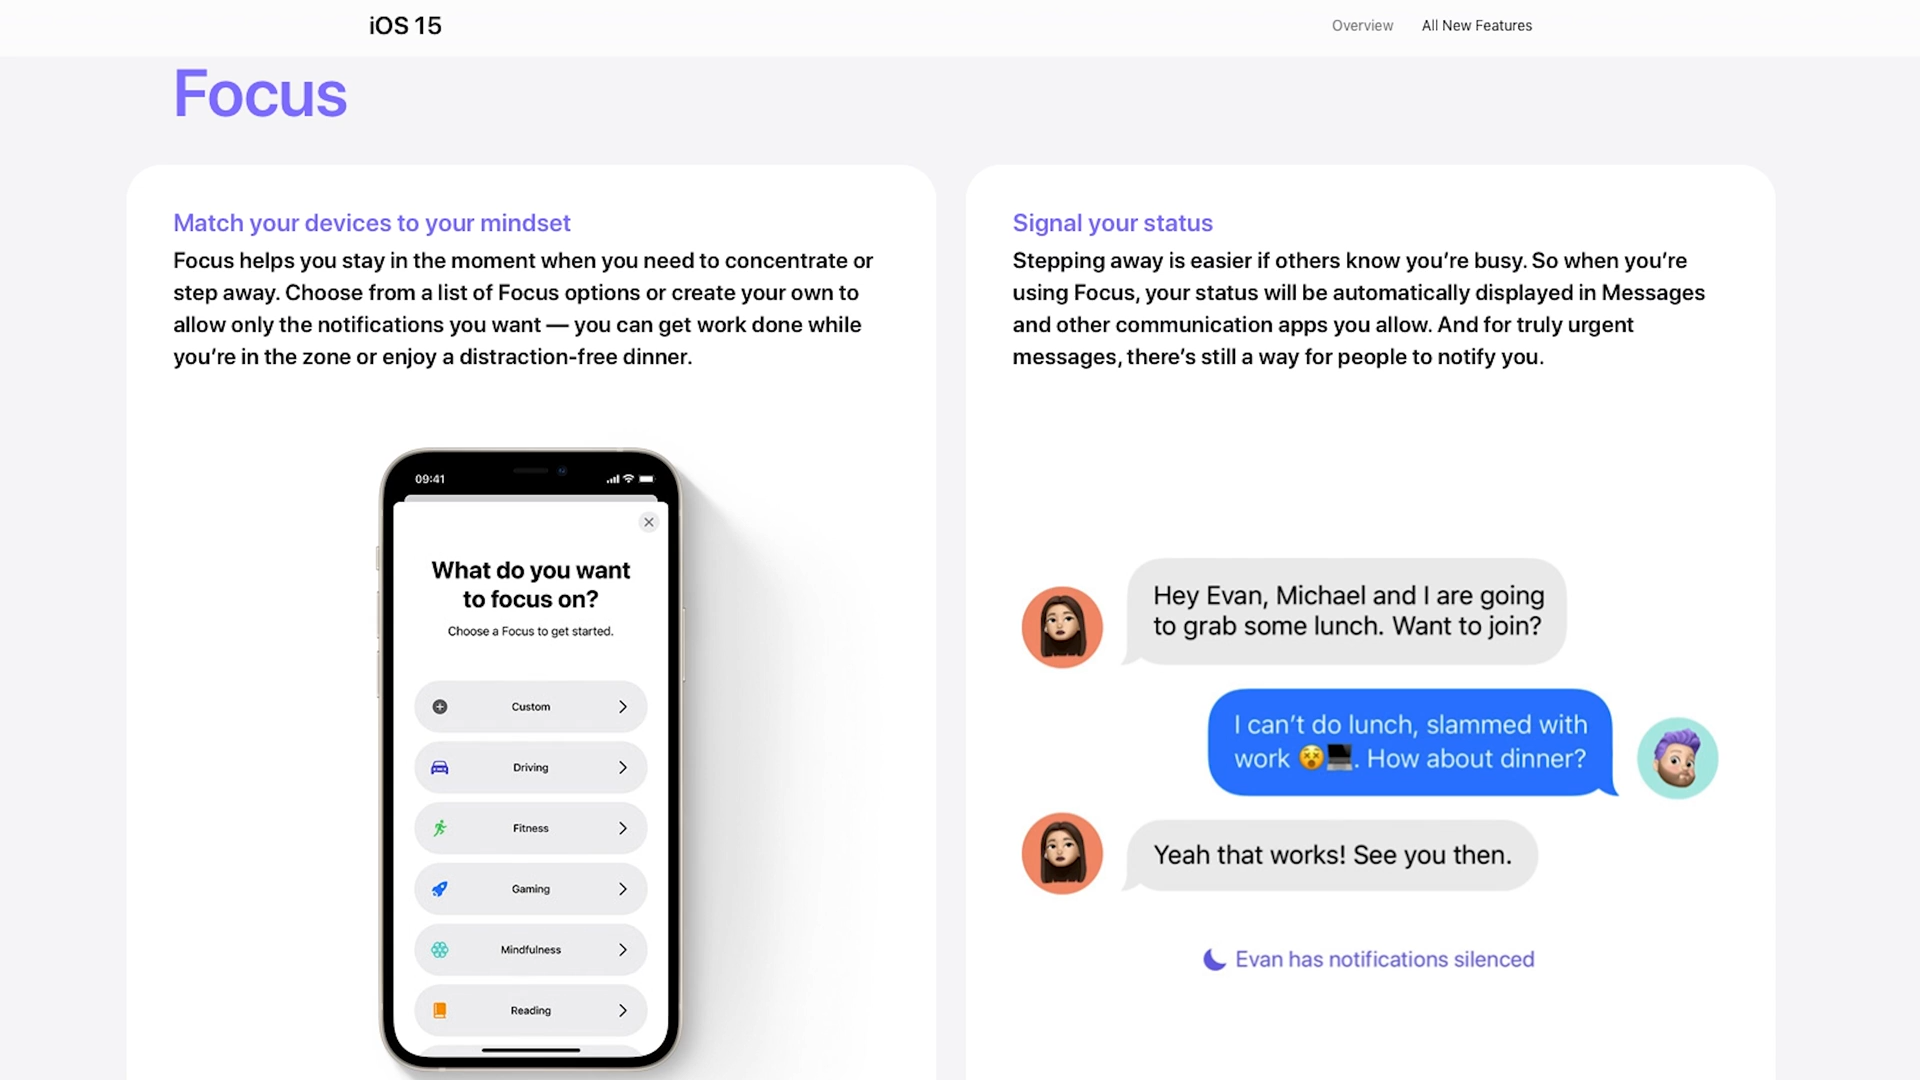 iOS 15
Overview
All New Features
Focus
Match your devices to your mindset
Focus helps you stay in the moment when you need to concentrate or
step away. Choose from a list of Focus options or create your own to
allow only the notifications you want — you can get work done while
you’re in the zone or enjoy a distraction-free dinner.
09:41
What do you want
to focus on?
Choose a Focus to get started.
Custom
Driving
Fitness
Gaming
Mindfulness
Reading
Signal your status
Stepping away is easier if others know you’re busy. So when you’re
using Focus, your status will be automatically displayed in Messages
and other communication apps you allow. And for truly urgent
messages, there’s still a way for people to notify you.
Hey Evan, Michael and I are going
to grab some lunch. Want to join?
I can’t do lunch, slammed with
work 😵💻. How about dinner?
Yeah that works! See you then.
Evan has notifications silenced